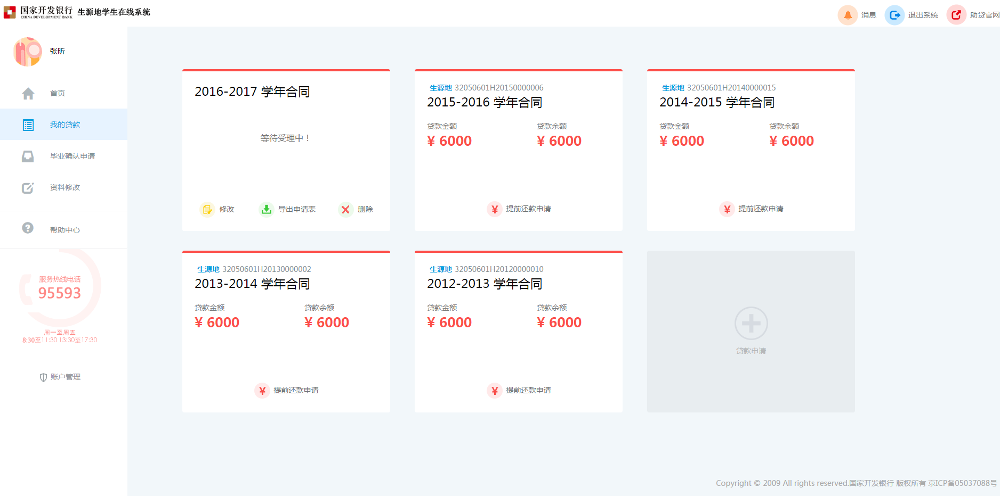 国家开发银行 生源地学生在线系统
CHINA DEVELOPMENT BANK
消息
退出系统
助贷官网
张昕
首页
我的贷款
毕业确认申请
资料修改
帮助中心
服务热线电话
95593
周一至周五
8:30至11:30 13:30至17:30
账户管理
2016-2017 学年合同
等待受理中！
修改
导出申请表
删除
生源地 32050601H20150000006
2015-2016 学年合同
贷款金额 贷款余额
¥ 6000 ¥ 6000
提前还款申请
生源地 32050601H20140000015
2014-2015 学年合同
贷款金额 贷款余额
¥ 6000 ¥ 6000
¥ 提前还款申请
生源地 32050601H20130000002
2013-2014 学年合同
贷款金额 贷款余额
¥ 6000 ¥ 6000
¥ 提前还款申请
生源地 32050601H20120000010
2012-2013 学年合同
贷款金额 贷款余额
¥ 6000 ¥ 6000
¥ 提前还款申请
贷款申请
Copyright © 2009 All rights reserved.国家开发银行 版权所有 京ICP备05037088号